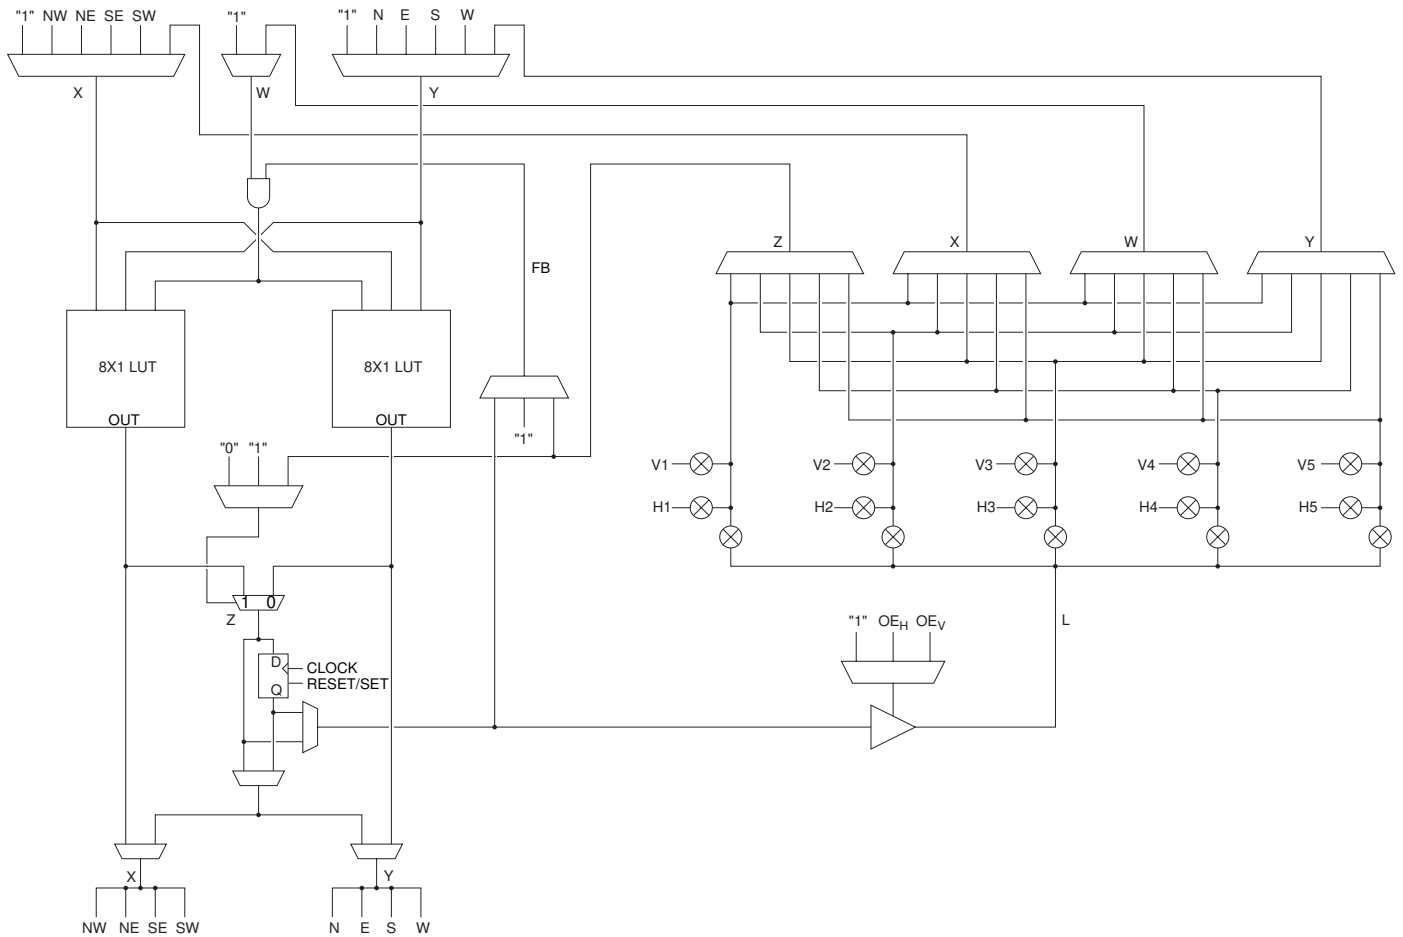 "1" NW NE SE SW
"1"
"1" N E S W
X
W
Y
Z
X
W
Y
FB
8X1 LUT
8X1 LUT
OUT
OUT
"1"
"0" "1"
V1
V2
V3
V4
V5
H1
H2
H3
H4
H5
1 0
Z
"1" OEH OEV
L
D
CLOCK
RESET/SET
Q
X
Y
NW NE SE SW
N E S W